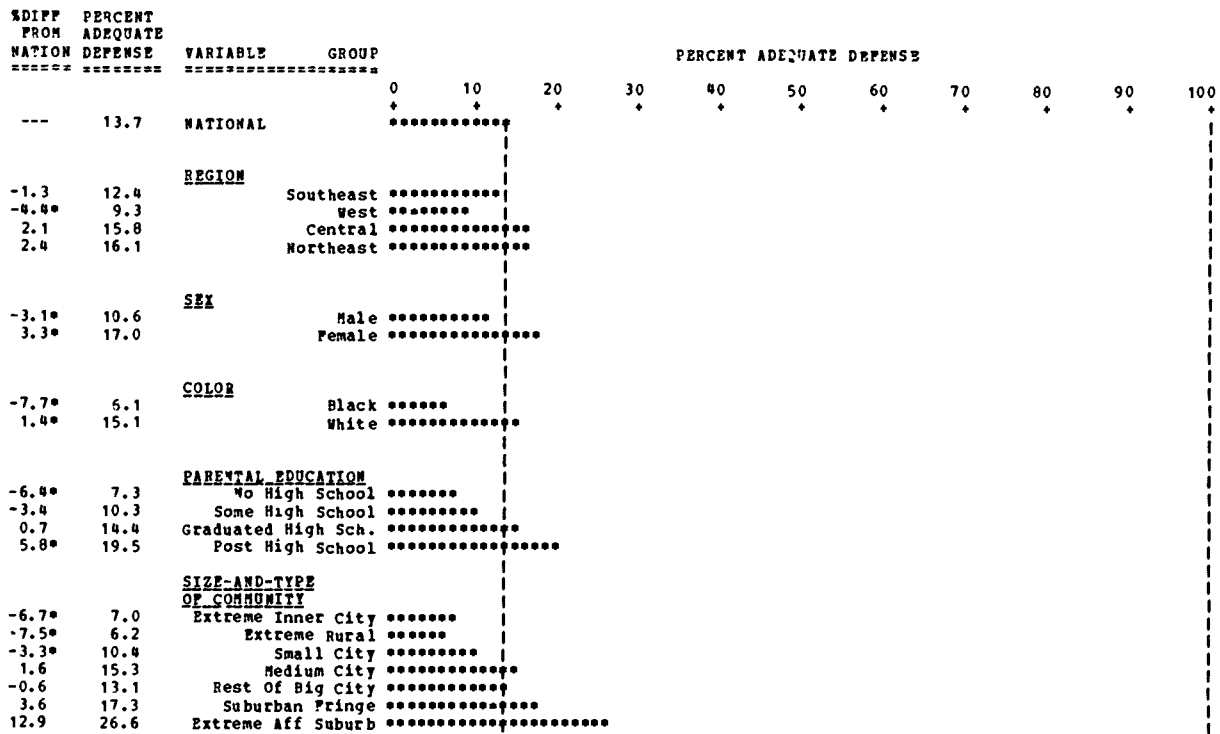 %DIFF PERCENT
FROM ADEQUATE
NATION DEFENSE VARIABLE GROUP PERCENT ADEQUATE DEFENSE
====== ======== ===================
0 10 20 30 40 50 60 70 80 90 100
+ + + + + + + + + +
--- 13.7 NATIONAL **************
REGION
-1.3 12.4 Southeast
-4.4* 9.3 West
2.1 15.8 Central
2.4 16.1 Northeast
SEX
-3.1* 10.6 Male
3.3* 17.0 Female
COLOR
-7.7* 6.1 Black
1.4* 15.1 White
PARENTAL EDUCATION
-6.4* 7.3 No High School
-3.4 10.3 Some High School
0.7 14.4 Graduated High Sch.
5.8* 19.5 Post High School
SIZE-AND-TYPE
OF COMMUNITY
-6.7* 7.0 Extreme Inner City
-7.5* 6.2 Extreme Rural
-3.3* 10.4 Small City
1.6 15.3 Medium City
-0.6 13.1 Rest Of Big City
3.6 17.3 Suburban Fringe
12.9 26.6 Extreme Aff Suburb